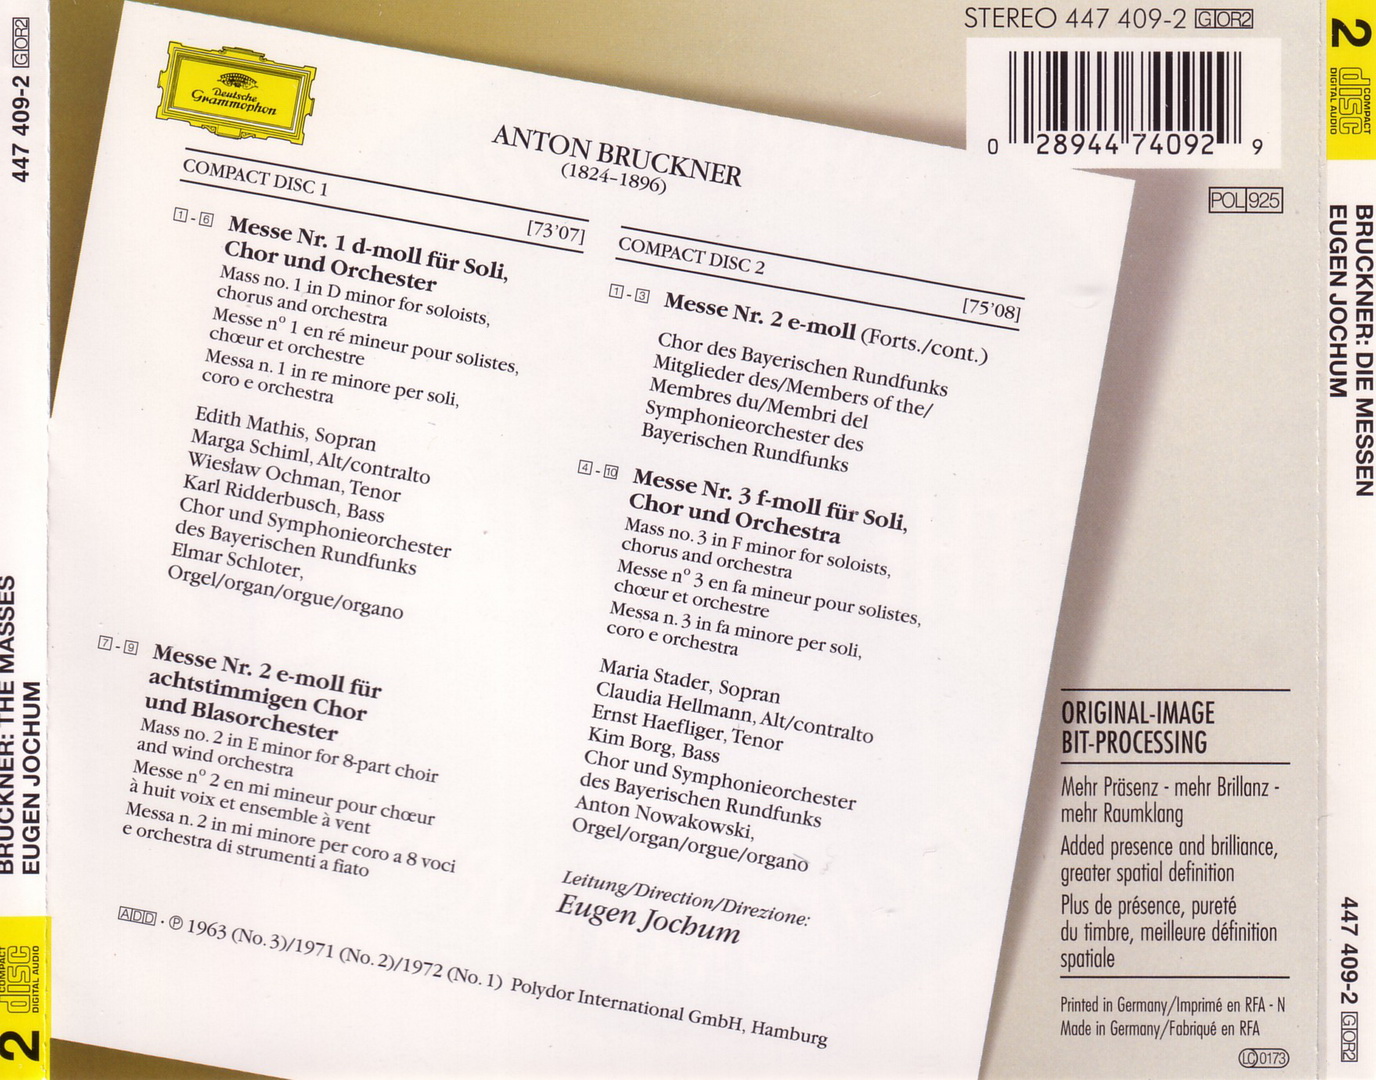 447 409-2 GOR2
BRUCKNER: THE MASSES
EUGEN JOCHUM
COMPACT
disc
DIGITAL AUDIO
2
Deutsche
Grammophon
ANTON BRUCKNER
(1824–1896)
COMPACT DISC 1
[73'07]
1 - 6 Messe Nr. 1 d-moll für Soli,
Chor und Orchester
Mass no. 1 in D minor for soloists,
chorus and orchestra
Messe nº 1 en ré mineur pour solistes,
chœur et orchestre
Messa n. 1 in re minore per soli,
coro e orchestra
Edith Mathis, Sopran
Marga Schiml, Alt/contralto
Wiesław Ochman, Tenor
Karl Ridderbusch, Bass
Chor und Symphonieorchester
des Bayerischen Rundfunks
Elmar Schloter,
Orgel/organ/orgue/organo
7 - 9 Messe Nr. 2 e-moll für
achtstimmigen Chor
und Blasorchester
Mass no. 2 in E minor for 8-part choir
and wind orchestra
Messe nº 2 en mi mineur pour chœur
à huit voix et ensemble à vent
Messa n. 2 in mi minore per coro a 8 voci
e orchestra di strumenti a fiato
COMPACT DISC 2
[75'08]
1 - 3 Messe Nr. 2 e-moll (Forts./cont.)
Chor des Bayerischen Rundfunks
Mitglieder des/Members of the/
Membres du/Membri del
Symphonieorchester des
Bayerischen Rundfunks
4 - 10 Messe Nr. 3 f-moll für Soli,
Chor und Orchestra
Mass no. 3 in F minor for soloists,
chorus and orchestra
Messe nº 3 en fa mineur pour solistes,
chœur et orchestre
Messa n. 3 in fa minore per soli,
coro e orchestra
Maria Stader, Sopran
Claudia Hellmann, Alt/contralto
Ernst Haefliger, Tenor
Kim Borg, Bass
Chor und Symphonieorchester
des Bayerischen Rundfunks
Anton Nowakowski,
Orgel/organ/orgue/organo
Leitung/Direction/Direzione:
Eugen Jochum
ADD · ℗ 1963 (No. 3)/1971 (No. 2)/1972 (No. 1) Polydor International GmbH, Hamburg
STEREO 447 409-2 GOR2
0 28944 74092 9
POL 925
ORIGINAL-IMAGE
BIT-PROCESSING
Mehr Präsenz - mehr Brillanz -
mehr Raumklang
Added presence and brilliance,
greater spatial definition
Plus de présence, pureté
du timbre, meilleure définition
spatiale
Printed in Germany/Imprimé en RFA - N
Made in Germany/Fabriqué en RFA
LC 0173
2
COMPACT
disc
DIGITAL AUDIO
BRUCKNER: DIE MESSEN
EUGEN JOCHUM
447 409-2 GOR2